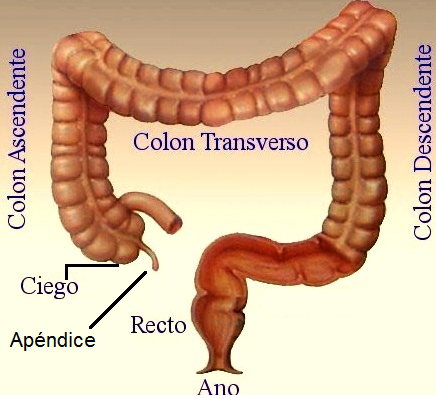 Colon Ascendente
Colon Transverso
Colon Descendente
Ciego
Apéndice
Recto
Ano